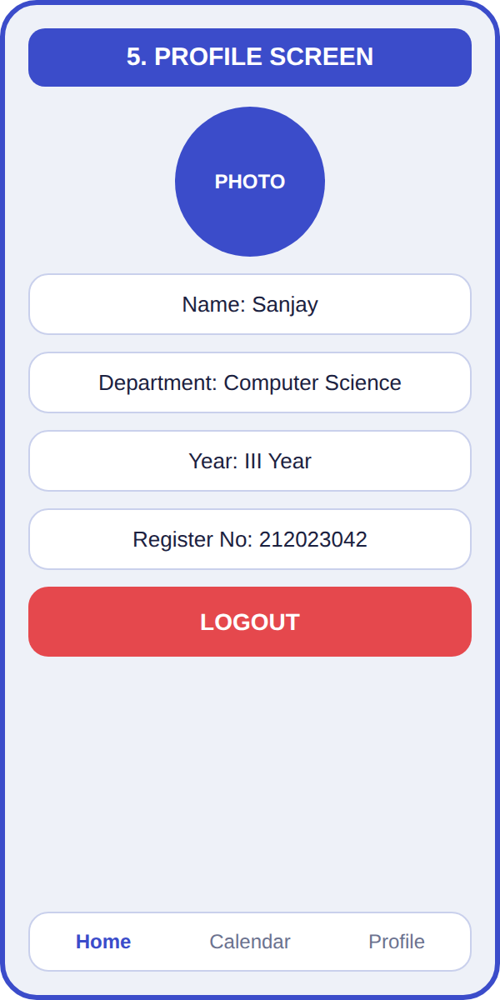 5. PROFILE SCREEN
PHOTO
Name: Sanjay
Department: Computer Science
Year: III Year
Register No: 212023042
LOGOUT
Home Calendar Profile